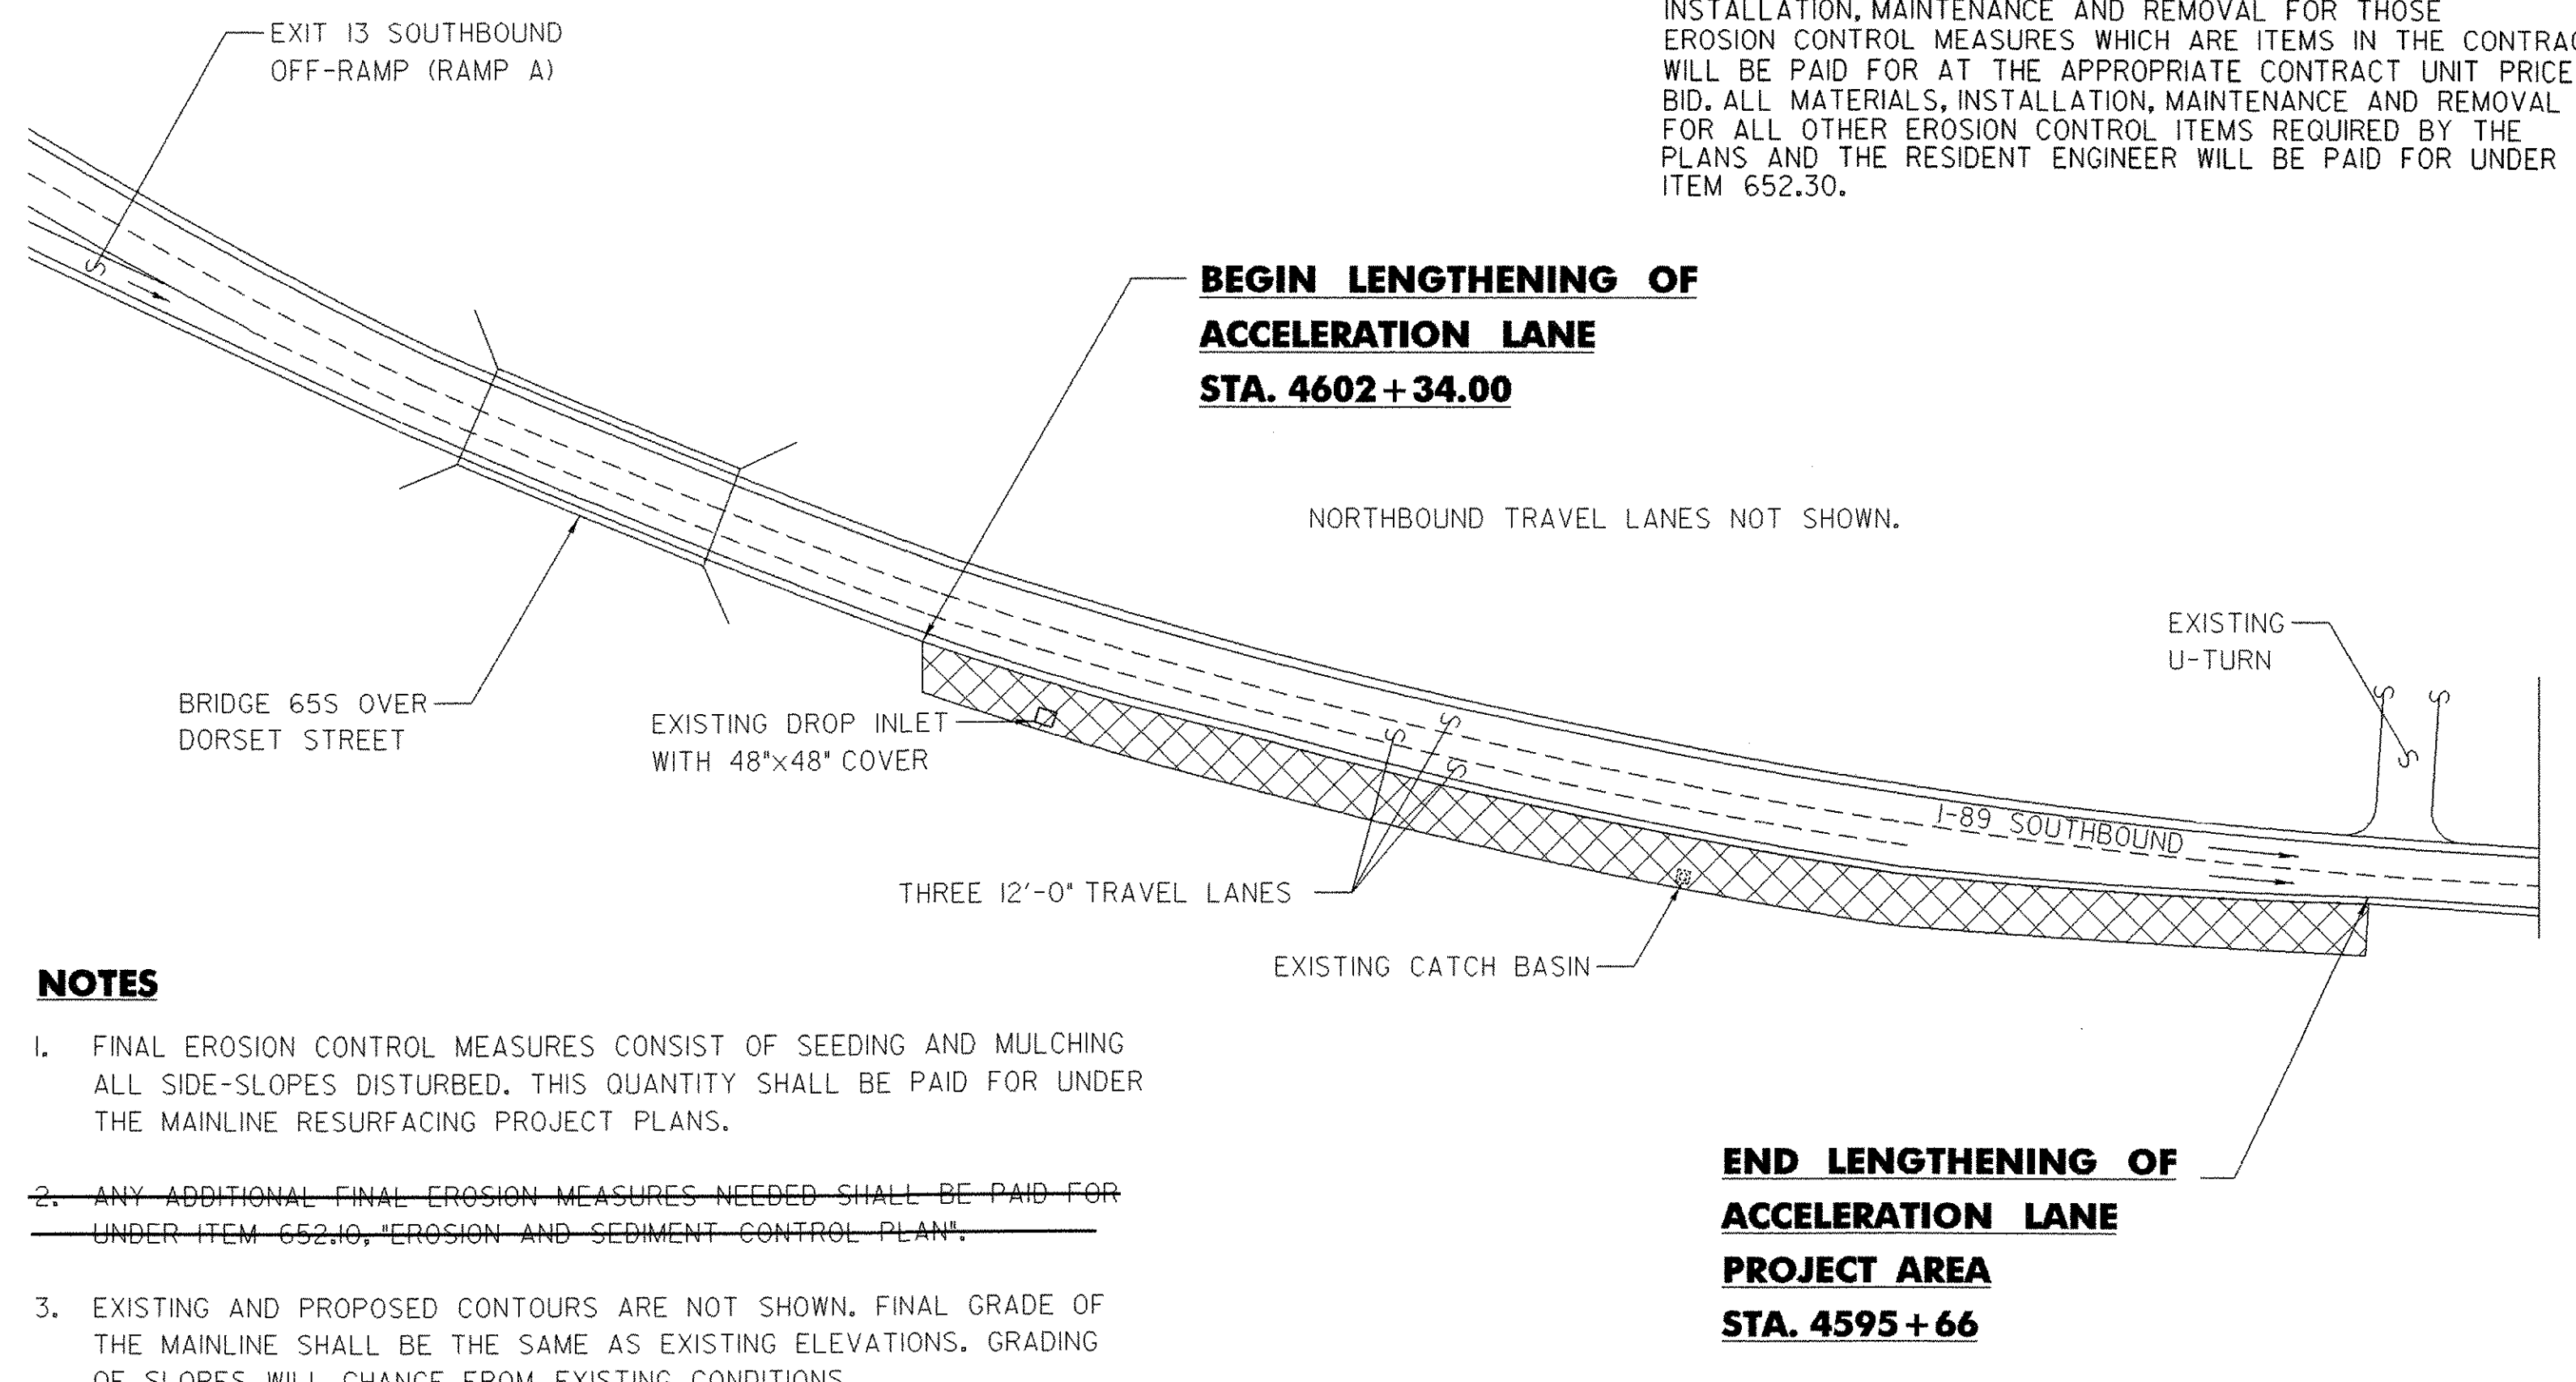 EXIT 13 SOUTHBOUND
OFF-RAMP (RAMP A)
INSTALLATION, MAINTENANCE AND REMOVAL FOR THOSE
EROSION CONTROL MEASURES WHICH ARE ITEMS IN THE CONTRAC
WILL BE PAID FOR AT THE APPROPRIATE CONTRACT UNIT PRICE
BID. ALL MATERIALS, INSTALLATION, MAINTENANCE AND REMOVAL
FOR ALL OTHER EROSION CONTROL ITEMS REQUIRED BY THE
PLANS AND THE RESIDENT ENGINEER WILL BE PAID FOR UNDER
ITEM 652.30.
BEGIN LENGTHENING OF
ACCELERATION LANE
STA. 4602+34.00
NORTHBOUND TRAVEL LANES NOT SHOWN.
EXISTING
U-TURN
BRIDGE 65S OVER
DORSET STREET
EXISTING DROP INLET
WITH 48"x48" COVER
I-89 SOUTHBOUND
THREE 12'-0" TRAVEL LANES
EXISTING CATCH BASIN
NOTES
1. FINAL EROSION CONTROL MEASURES CONSIST OF SEEDING AND MULCHING
ALL SIDE-SLOPES DISTURBED. THIS QUANTITY SHALL BE PAID FOR UNDER
THE MAINLINE RESURFACING PROJECT PLANS.
2. ANY ADDITIONAL FINAL EROSION MEASURES NEEDED SHALL BE PAID FOR
UNDER ITEM 652.10, "EROSION AND SEDIMENT CONTROL PLAN".
3. EXISTING AND PROPOSED CONTOURS ARE NOT SHOWN. FINAL GRADE OF
THE MAINLINE SHALL BE THE SAME AS EXISTING ELEVATIONS. GRADING
OF SLOPES WILL CHANGE FROM EXISTING CONDITIONS
END LENGTHENING OF
ACCELERATION LANE
PROJECT AREA
STA. 4595+66